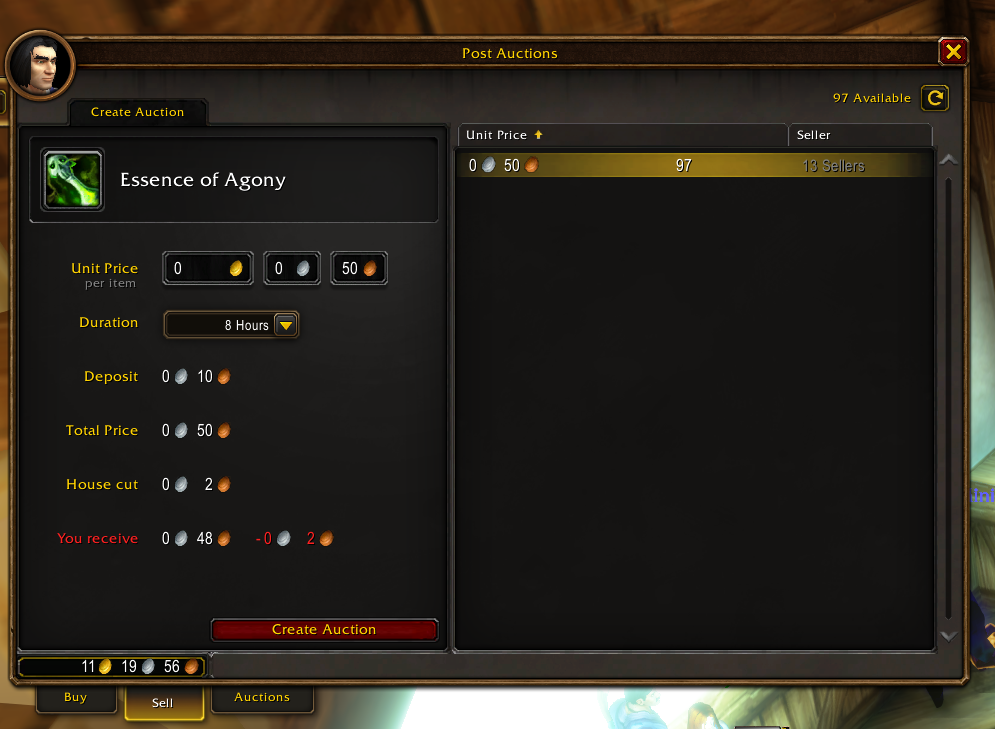 Post Auctions
97 Available
Create Auction
Unit Price
Seller
0 50 97 13 Sellers
Essence of Agony
Unit Price 0 0 50
per item
Duration 8 Hours
Deposit 0 10
Total Price 0 50
House cut 0 2
You receive 0 48 -0 2
Create Auction
11 19 56
Buy
Sell
Auctions